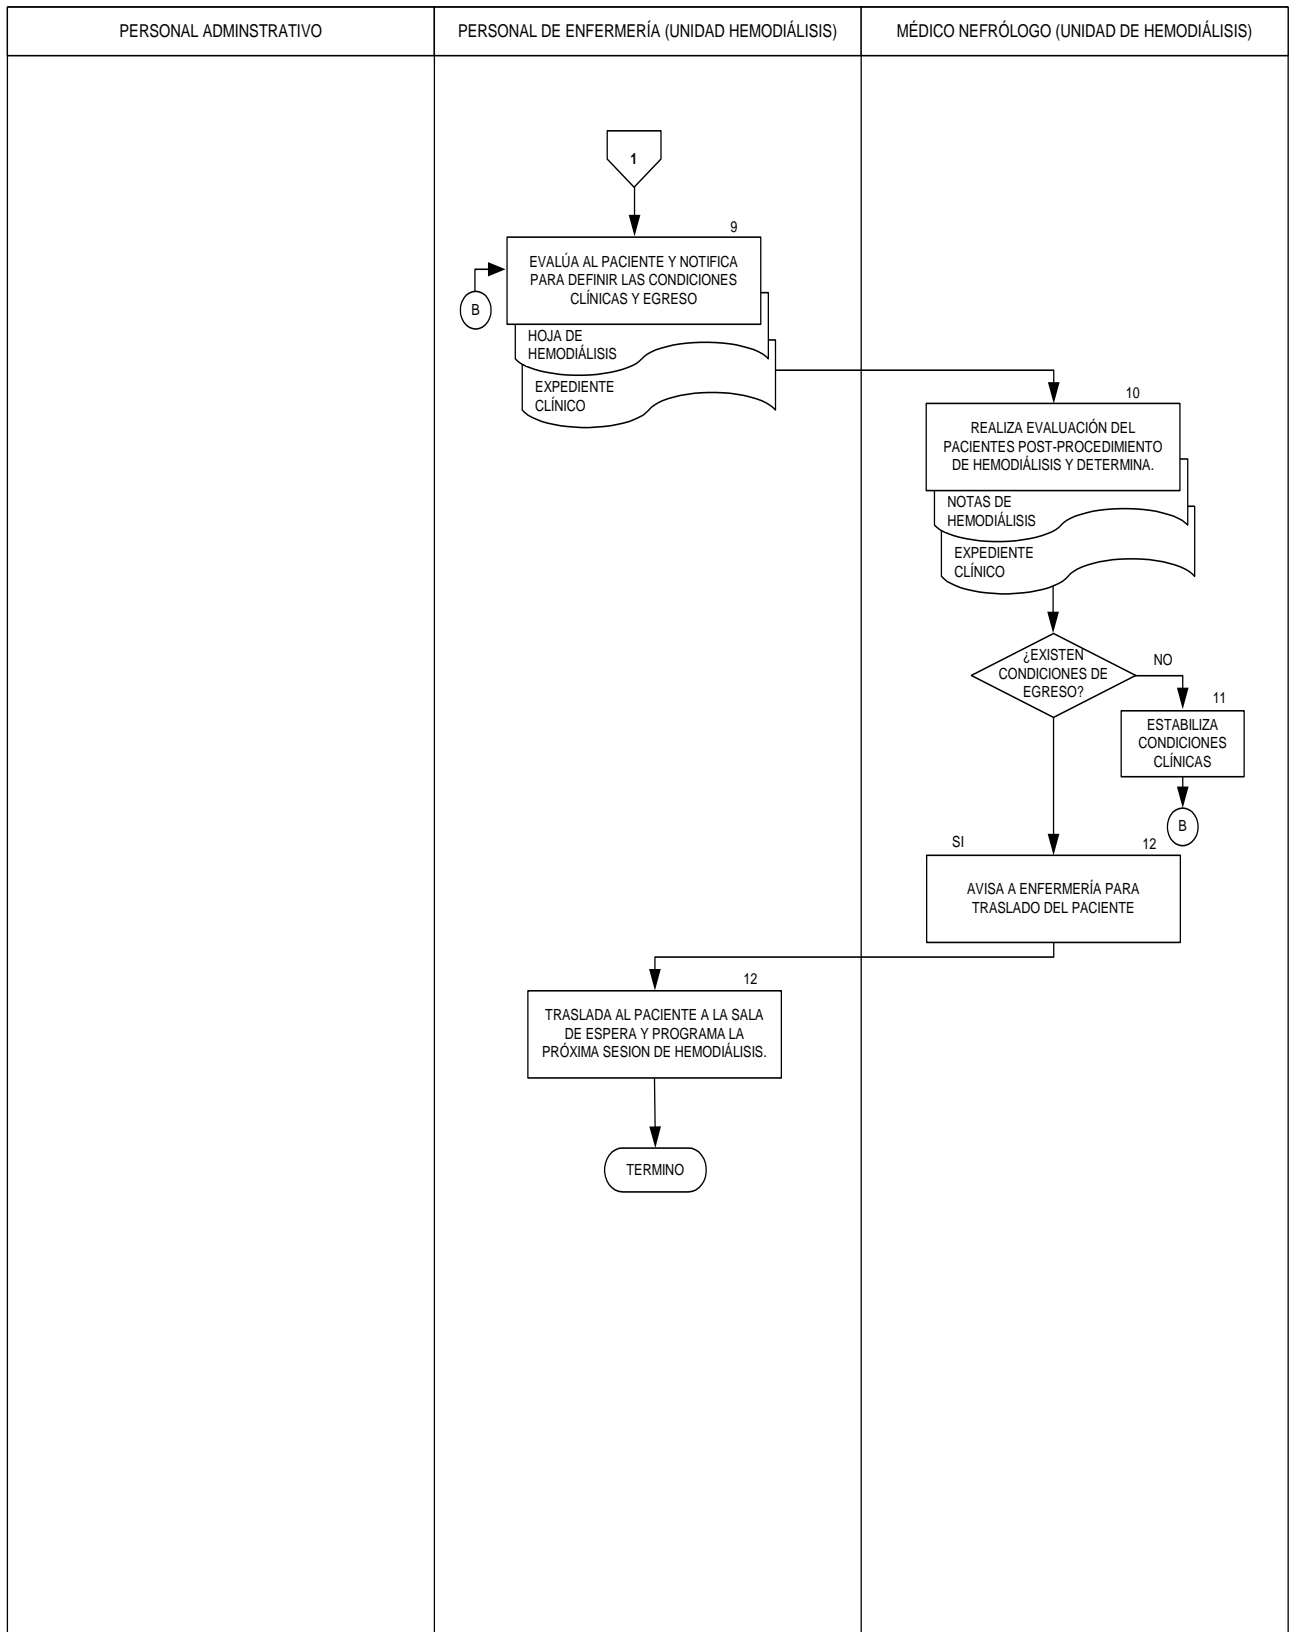 PERSONAL ADMINSTRATIVO
PERSONAL DE ENFERMERÍA (UNIDAD HEMODIÁLISIS)
MÉDICO NEFRÓLOGO (UNIDAD DE HEMODIÁLISIS)
1
9
EVALÚA AL PACIENTE Y NOTIFICA
PARA DEFINIR LAS CONDICIONES
CLÍNICAS Y EGRESO
B
HOJA DE
HEMODIÁLISIS
EXPEDIENTE
CLÍNICO
10
REALIZA EVALUACIÓN DEL
PACIENTES POST-PROCEDIMIENTO
DE HEMODIÁLISIS Y DETERMINA.
NOTAS DE
HEMODIÁLISIS
EXPEDIENTE
CLÍNICO
¿EXISTEN
CONDICIONES DE
EGRESO?
NO
11
ESTABILIZA
CONDICIONES
CLÍNICAS
B
SI
12
AVISA A ENFERMERÍA PARA
TRASLADO DEL PACIENTE
12
TRASLADA AL PACIENTE A LA SALA
DE ESPERA Y PROGRAMA LA
PRÓXIMA SESION DE HEMODIÁLISIS.
TERMINO